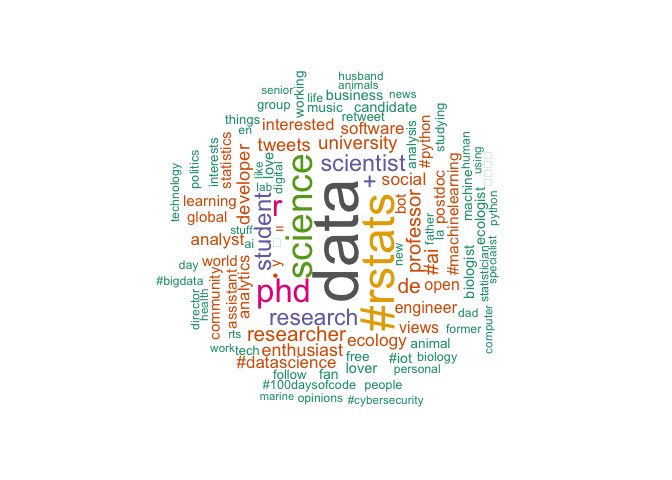 husband
animals
senior
working
life
business
news
group
music
candidate
retweet
things
en
interested
software
tweets
university
analysis
#python
studying
technology
politics
interests
statistics
developer
like
love
lab
digital
student
science
data
scientist
+
social
#rstats
bot
professor
postdoc
#machinelearning
machine
human
using
ecologist
python
learning
global
r
stuff
analyst
ai
y
=
new
father
la
#ai
biologist
statistician
specialist
day
world
#bigdata
community
assistant
analytics
director
health
phd
de
open
research
engineer
dad
rts
researcher
views
former
computer
work
tech
enthusiast
ecology
animal
#datascience
free
lover
#iot
biology
follow
fan
personal
#100daysofcode
people
marine
opinions
#cybersecurity